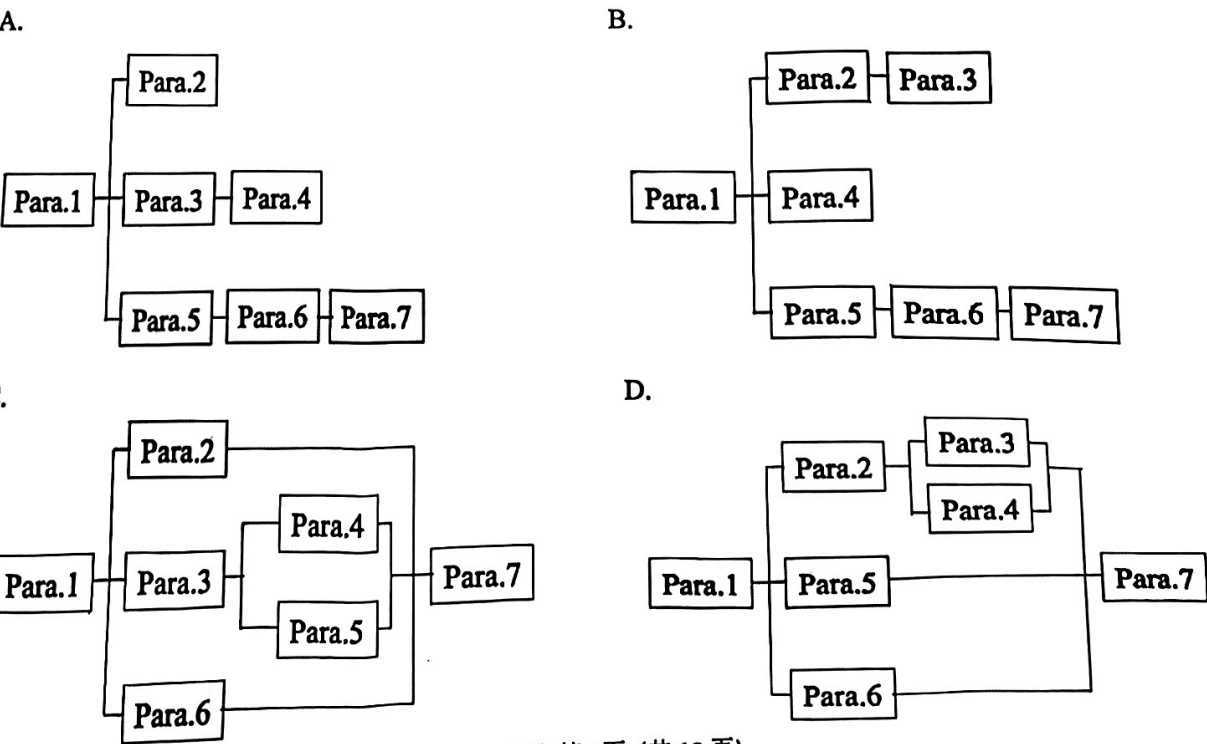 A.
Para.2
Para.1 Para.3 Para.4
Para.5 Para.6 Para.7
B.
Para.2 Para.3
Para.1 Para.4
Para.5 Para.6 Para.7
Para.2
Para.4
Para.1 Para.3 Para.7
Para.5
Para.6
D.
Para.3
Para.2
Para.4
Para.1 Para.5 Para.7
Para.6